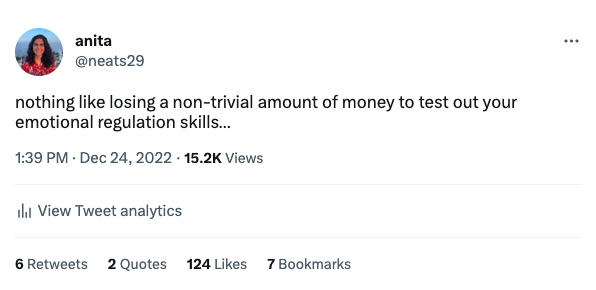 anita
@neats29
nothing like losing a non-trivial amount of money to test out your
emotional regulation skills...
1:39 PM · Dec 24, 2022 · 15.2K Views
View Tweet analytics
6 Retweets 2 Quotes 124 Likes 7 Bookmarks